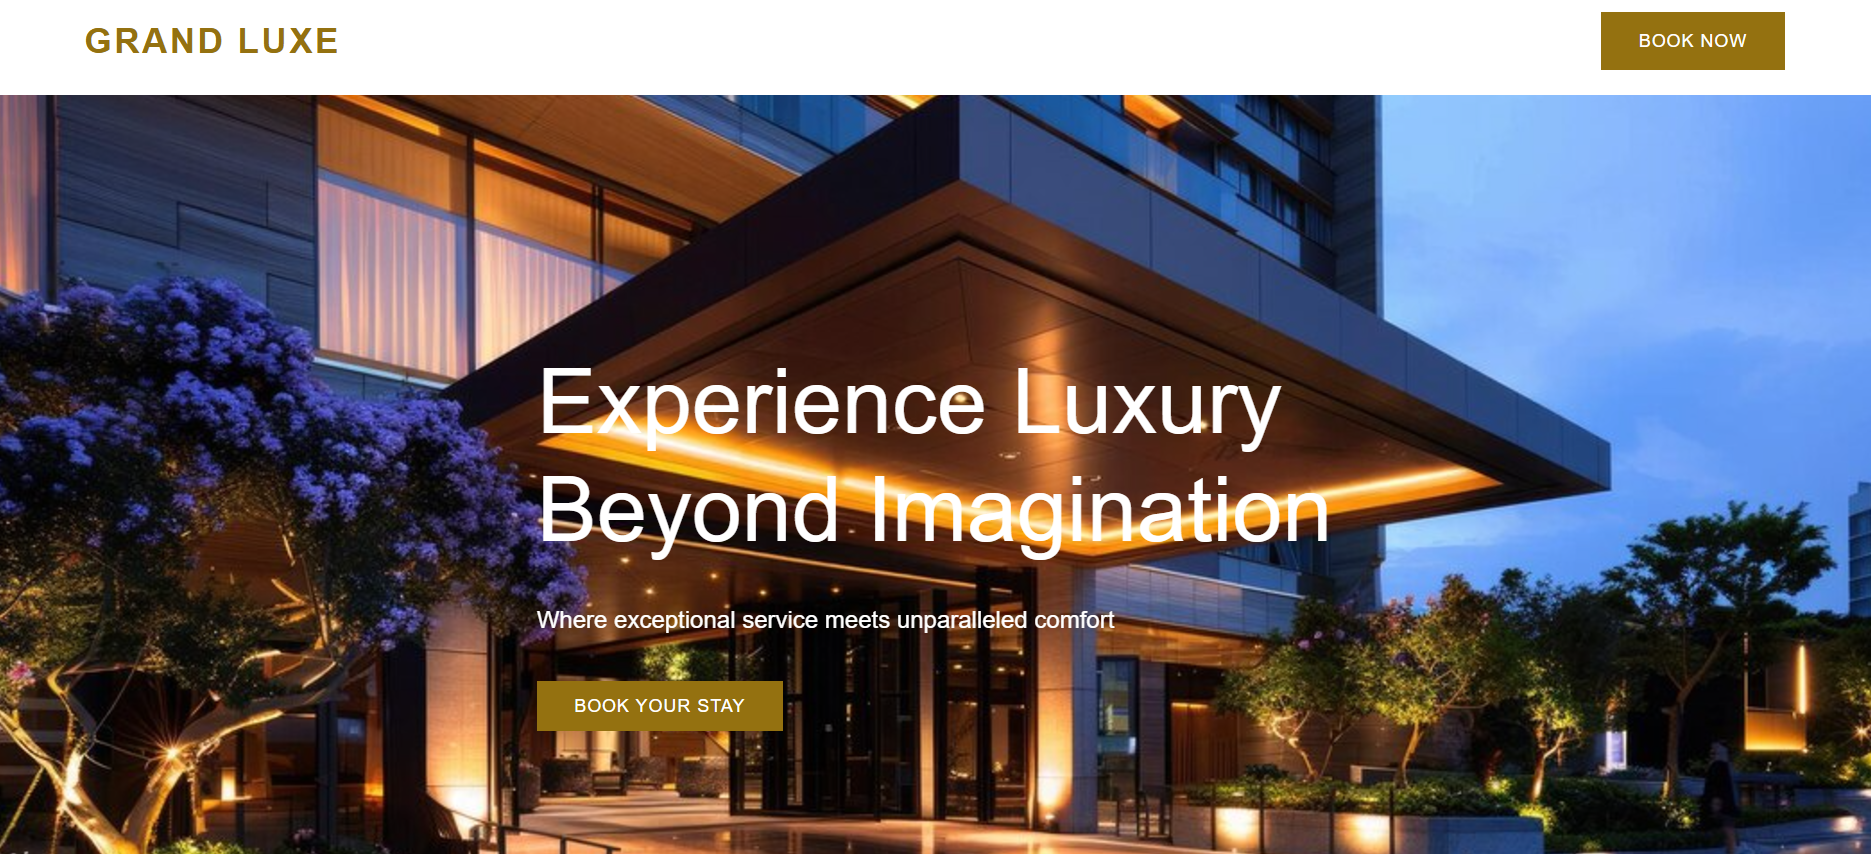 GRAND LUXE
BOOK NOW
Experience Luxury
Beyond Imagination
Where exceptional service meets unparalleled comfort
BOOK YOUR STAY